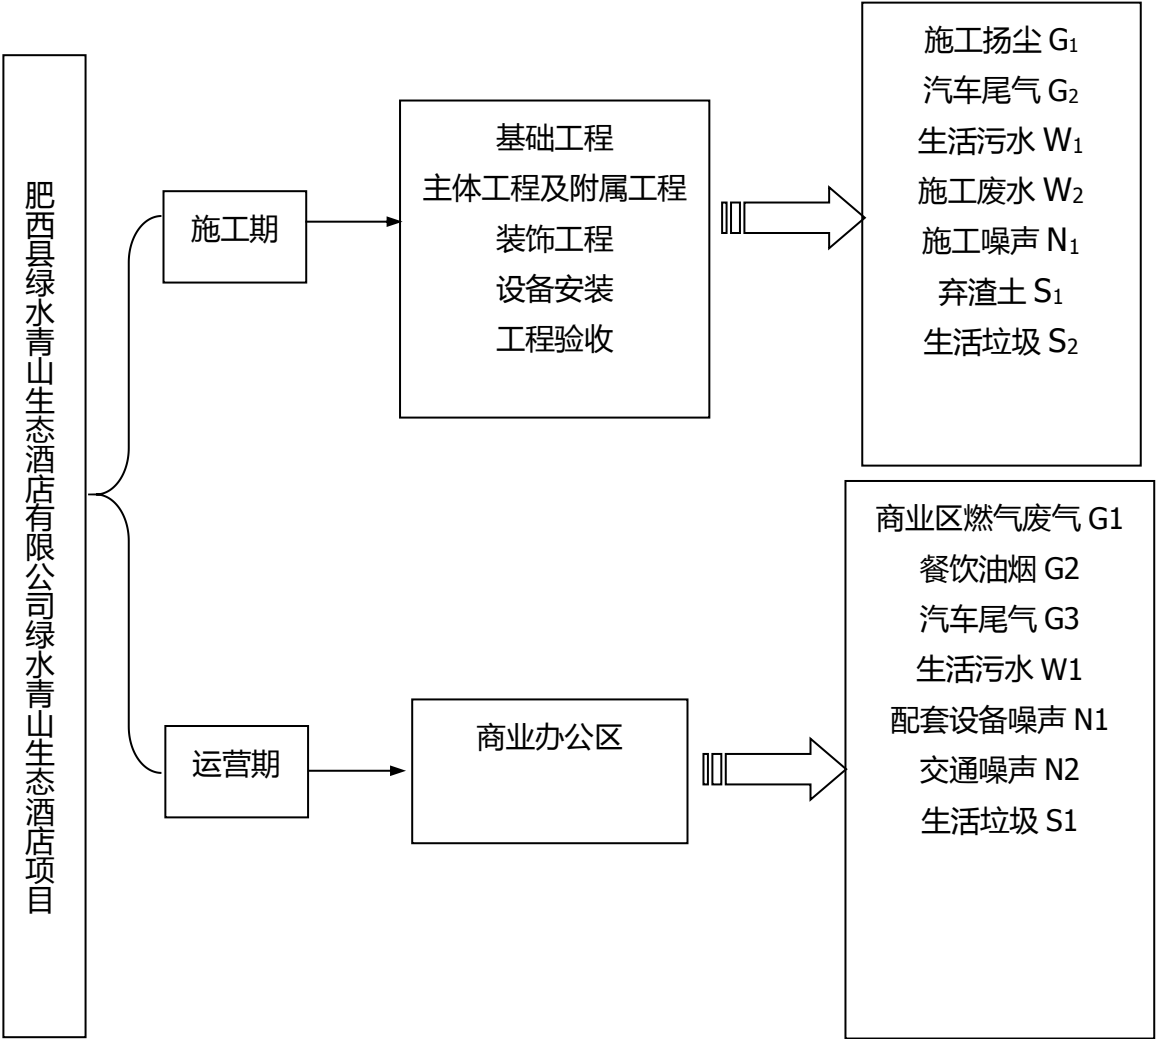 肥西县绿水青山生态酒店有限公司绿水青山生态酒店项目
施工期
基础工程
主体工程及附属工程
装饰工程
设备安装
工程验收
施工扬尘 G₁
汽车尾气 G₂
生活污水 W₁
施工废水 W₂
施工噪声 N₁
弃渣土 S₁
生活垃圾 S₂
运营期
商业办公区
商业区燃气废气 G1
餐饮油烟 G2
汽车尾气 G3
生活污水 W1
配套设备噪声 N1
交通噪声 N2
生活垃圾 S1